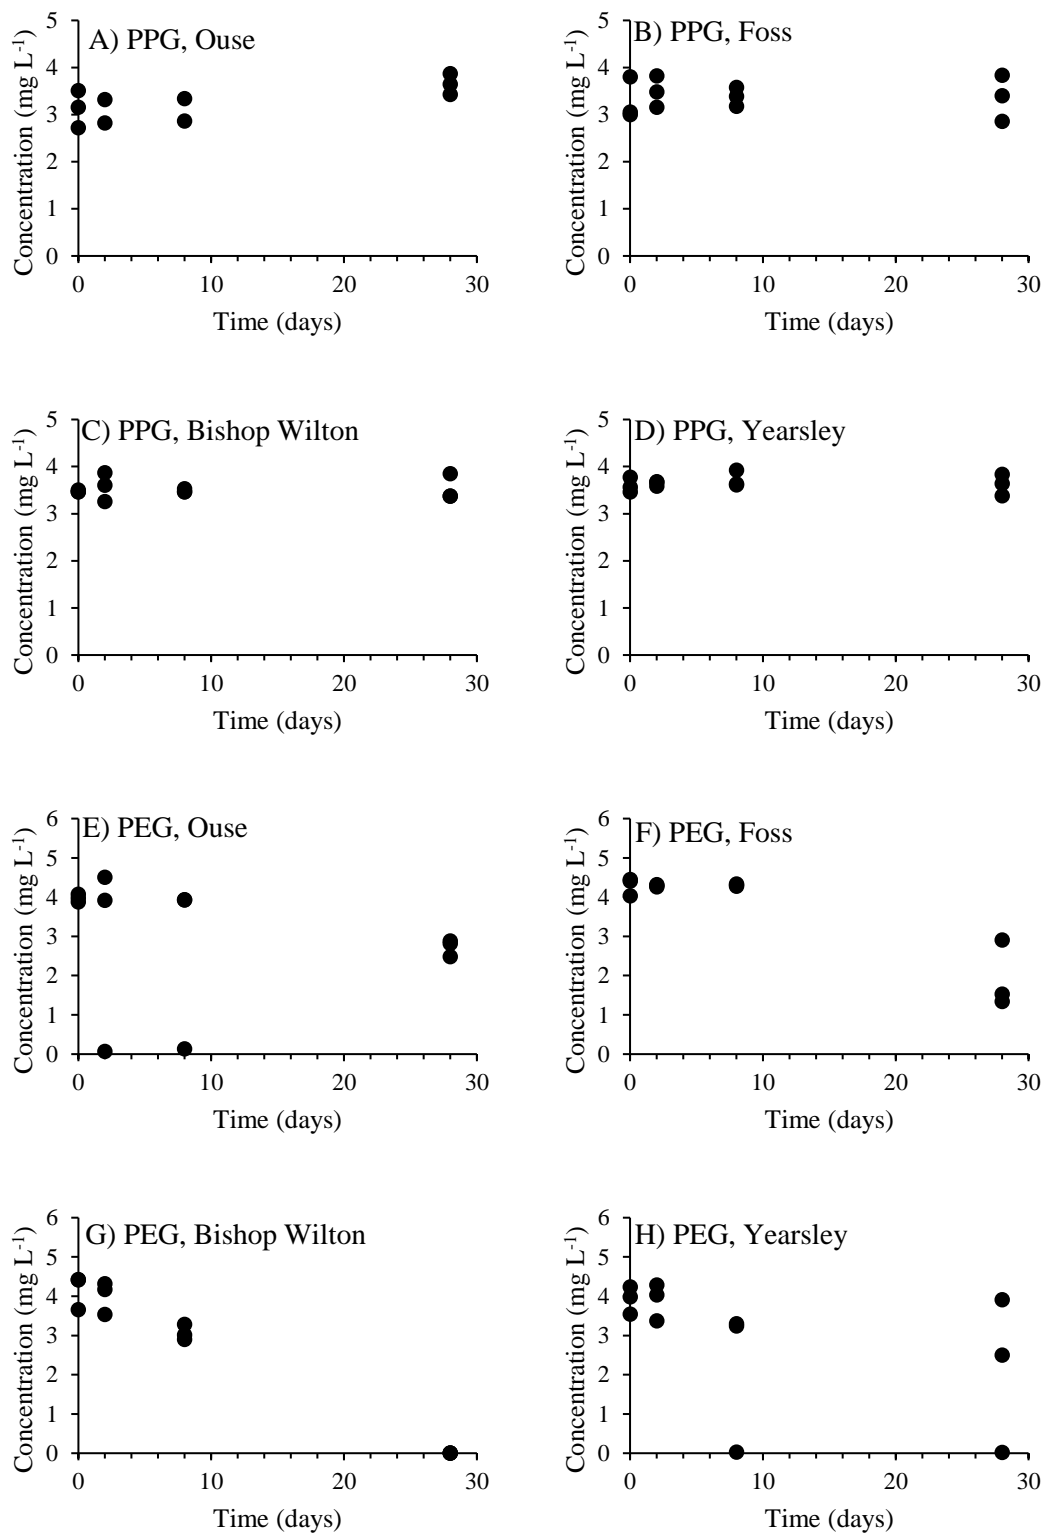 A) PPG, Ouse
Concentration (mg L-1)
5
4
3
2
1
0
0 10 20 30
Time (days)
B) PPG, Foss
Concentration (mg L-1)
5
4
3
2
1
0
0 10 20 30
Time (days)
C) PPG, Bishop Wilton
Concentration (mg L-1)
5
4
3
2
1
0
0 10 20 30
Time (days)
D) PPG, Yearsley
Concentration (mg L-1)
5
4
3
2
1
0
0 10 20 30
Time (days)
E) PEG, Ouse
Concentration (mg L-1)
6
5
4
3
2
1
0
0 10 20 30
Time (days)
F) PEG, Foss
Concentration (mg L-1)
6
5
4
3
2
1
0
0 10 20 30
Time (days)
G) PEG, Bishop Wilton
Concentration (mg L-1)
6
5
4
3
2
1
0
0 10 20 30
Time (days)
H) PEG, Yearsley
Concentration (mg L-1)
6
5
4
3
2
1
0
0 10 20 30
Time (days)